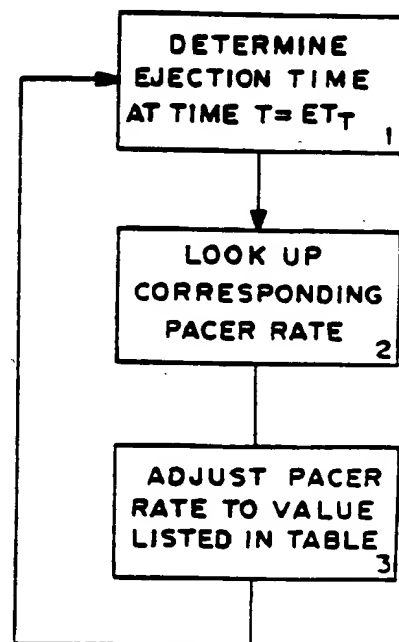 DETERMINE
EJECTION TIME
AT TIME T= ET_T
1
LOOK UP
CORRESPONDING
PACER RATE
2
ADJUST PACER
RATE TO VALUE
LISTED IN TABLE
3